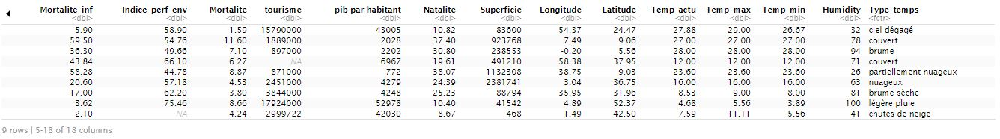 Mortalite_inf Indice_perf_env Mortalite tourisme pib-par-habitant Natalite Superficie Longitude Latitude Temp_actu Temp_max Temp_min Humidity Type_temps
<dbl> <dbl> <dbl> <dbl> <dbl> <dbl> <dbl> <dbl> <dbl> <dbl> <dbl> <dbl> <dbl> <fctr>
5.90 58.90 1.59 15790000 43005 10.82 83600 54.37 24.47 27.88 29.00 26.67 32 ciel dégagé
59.50 54.76 11.60 1889000 2028 37.40 923768 7.49 9.06 27.00 27.00 27.00 78 couvert
36.30 49.66 7.10 897000 2202 30.80 238553 -0.20 5.56 28.00 28.00 28.00 94 brume
43.84 66.10 6.27 NA 6967 19.61 491210 58.38 37.95 12.00 12.00 12.00 71 couvert
58.28 44.78 8.87 871000 772 38.07 1132308 38.75 9.03 23.60 23.60 23.60 26 partiellement nuageux
20.60 57.18 4.53 2451000 4279 24.39 2381741 3.04 36.75 16.00 16.00 16.00 63 nuageux
17.00 62.20 3.80 3844000 4248 25.23 88794 35.95 31.96 8.53 9.00 8.00 81 brume sèche
3.62 75.46 8.66 17924000 52978 10.40 41542 4.89 52.37 4.68 5.56 3.89 100 légère pluie
2.10 NA 4.24 2999722 42030 8.67 468 1.49 42.50 7.59 11.11 5.56 41 chutes de neige
9 rows | 5-18 of 18 columns